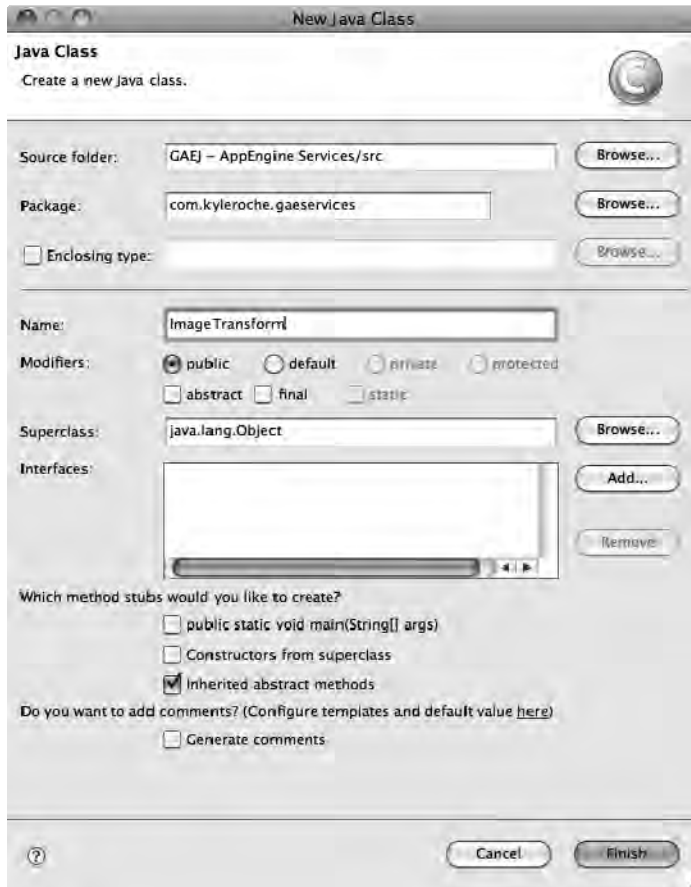 New Java Class
Java Class
Create a new Java class.
Source folder: GAEJ – AppEngine Services/src Browse...
Package: com.kyleroche.gaeservices Browse...
Enclosing type: Browse...
Name: ImageTransform
Modifiers: public default private protected
abstract final static
Superclass: java.lang.Object Browse...
Interfaces: Add...
Remove
Which method stubs would you like to create?
public static void main(String[] args)
Constructors from superclass
Inherited abstract methods
Do you want to add comments? (Configure templates and default value here)
Generate comments
? Cancel Finish